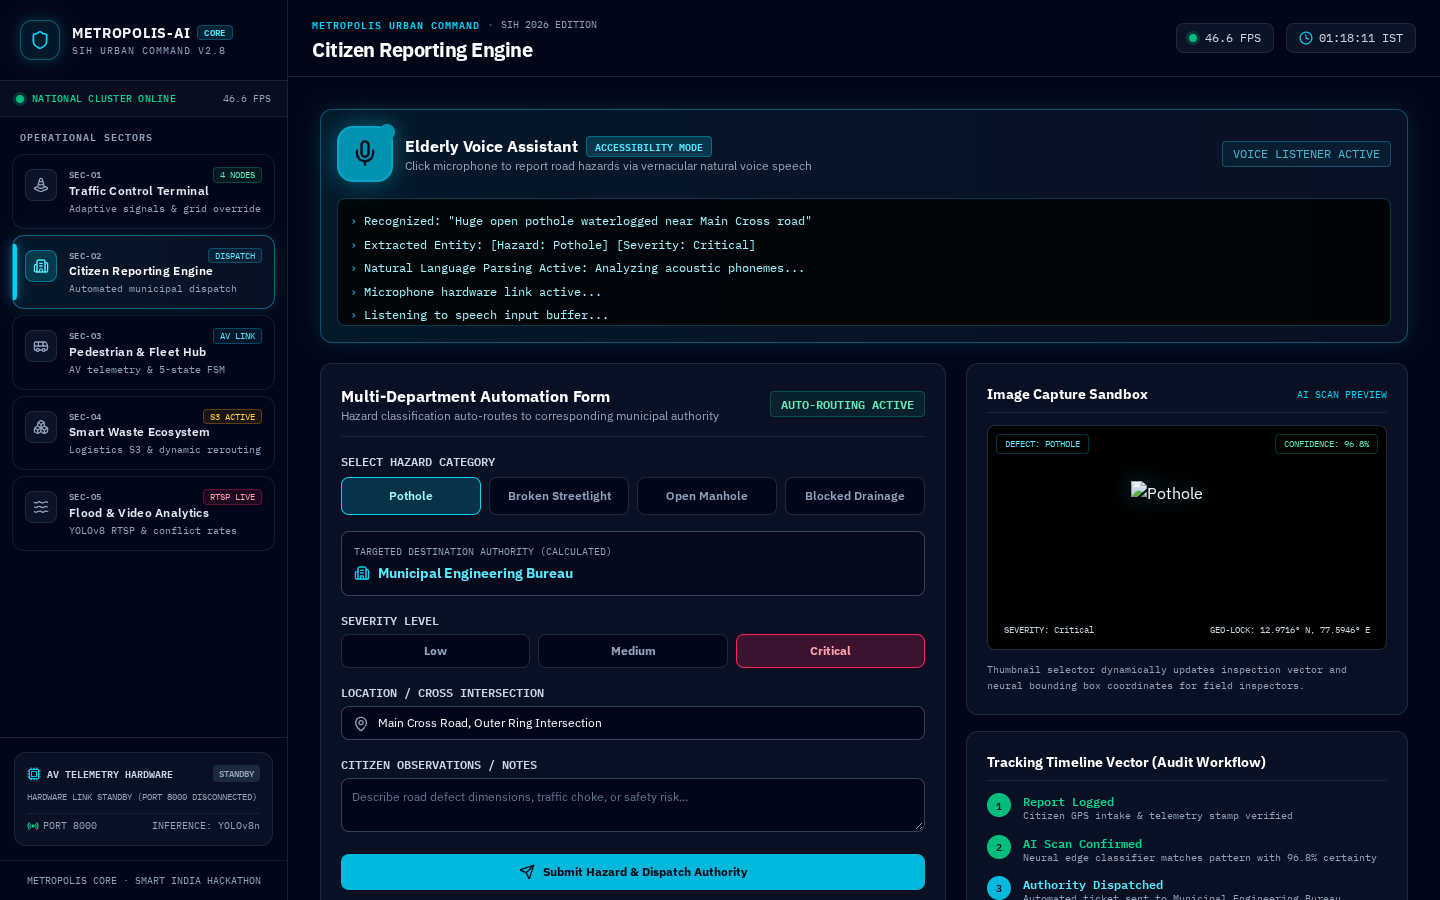 METROPOLIS-AI CORE
SIH URBAN COMMAND V2.8
NATIONAL CLUSTER ONLINE 46.6 FPS
OPERATIONAL SECTORS
SEC-01 4 NODES
Traffic Control Terminal
Adaptive signals & grid override
SEC-02 DISPATCH
Citizen Reporting Engine
Automated municipal dispatch
SEC-03 AV LINK
Pedestrian & Fleet Hub
AV telemetry & 5-state FSM
SEC-04 S3 ACTIVE
Smart Waste Ecosystem
Logistics S3 & dynamic rerouting
SEC-05 RTSP LIVE
Flood & Video Analytics
YOLOv8 RTSP & conflict rates
AV TELEMETRY HARDWARE STANDBY
HARDWARE LINK STANDBY (PORT 8000 DISCONNECTED)
PORT 8000 INFERENCE: YOLOv8n
METROPOLIS CORE · SMART INDIA HACKATHON
METROPOLIS URBAN COMMAND · SIH 2026 EDITION
Citizen Reporting Engine
46.6 FPS 01:18:11 IST
Elderly Voice Assistant ACCESSIBILITY MODE
Click microphone to report road hazards via vernacular natural voice speech
VOICE LISTENER ACTIVE
› Recognized: "Huge open pothole waterlogged near Main Cross road"
› Extracted Entity: [Hazard: Pothole] [Severity: Critical]
› Natural Language Parsing Active: Analyzing acoustic phonemes...
› Microphone hardware link active...
› Listening to speech input buffer...
Multi-Department Automation Form
Hazard classification auto-routes to corresponding municipal authority
AUTO-ROUTING ACTIVE
SELECT HAZARD CATEGORY
Pothole Broken Streetlight Open Manhole Blocked Drainage
TARGETED DESTINATION AUTHORITY (CALCULATED)
Municipal Engineering Bureau
SEVERITY LEVEL
Low Medium Critical
LOCATION / CROSS INTERSECTION
Main Cross Road, Outer Ring Intersection
CITIZEN OBSERVATIONS / NOTES
Describe road defect dimensions, traffic choke, or safety risk...
Submit Hazard & Dispatch Authority
Image Capture Sandbox AI SCAN PREVIEW
DEFECT: POTHOLE CONFIDENCE: 96.8%
Pothole
SEVERITY: Critical GEO-LOCK: 12.9716° N, 77.5946° E
Thumbnail selector dynamically updates inspection vector and
neural bounding box coordinates for field inspectors.
Tracking Timeline Vector (Audit Workflow)
1 Report Logged
Citizen GPS intake & telemetry stamp verified
2 AI Scan Confirmed
Neural edge classifier matches pattern with 96.8% certainty
3 Authority Dispatched
Automated ticket sent to Municipal Engineering Bureau